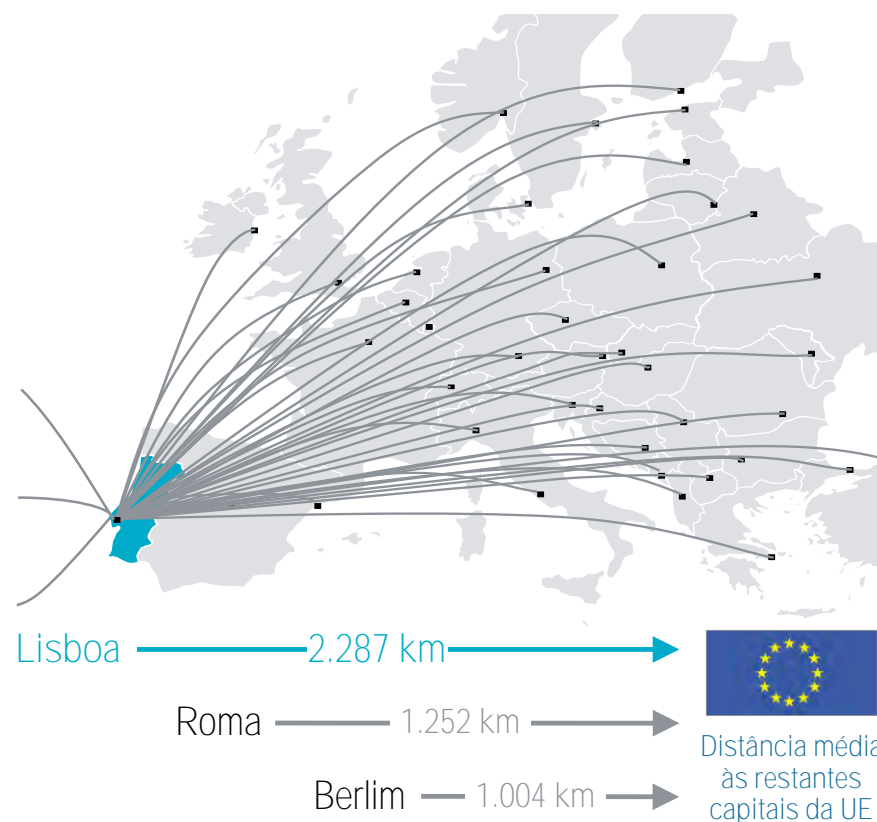 Lisboa 2.287 km
Roma 1.252 km
Berlim 1.004 km
Distância média
às restantes
capitais da UE